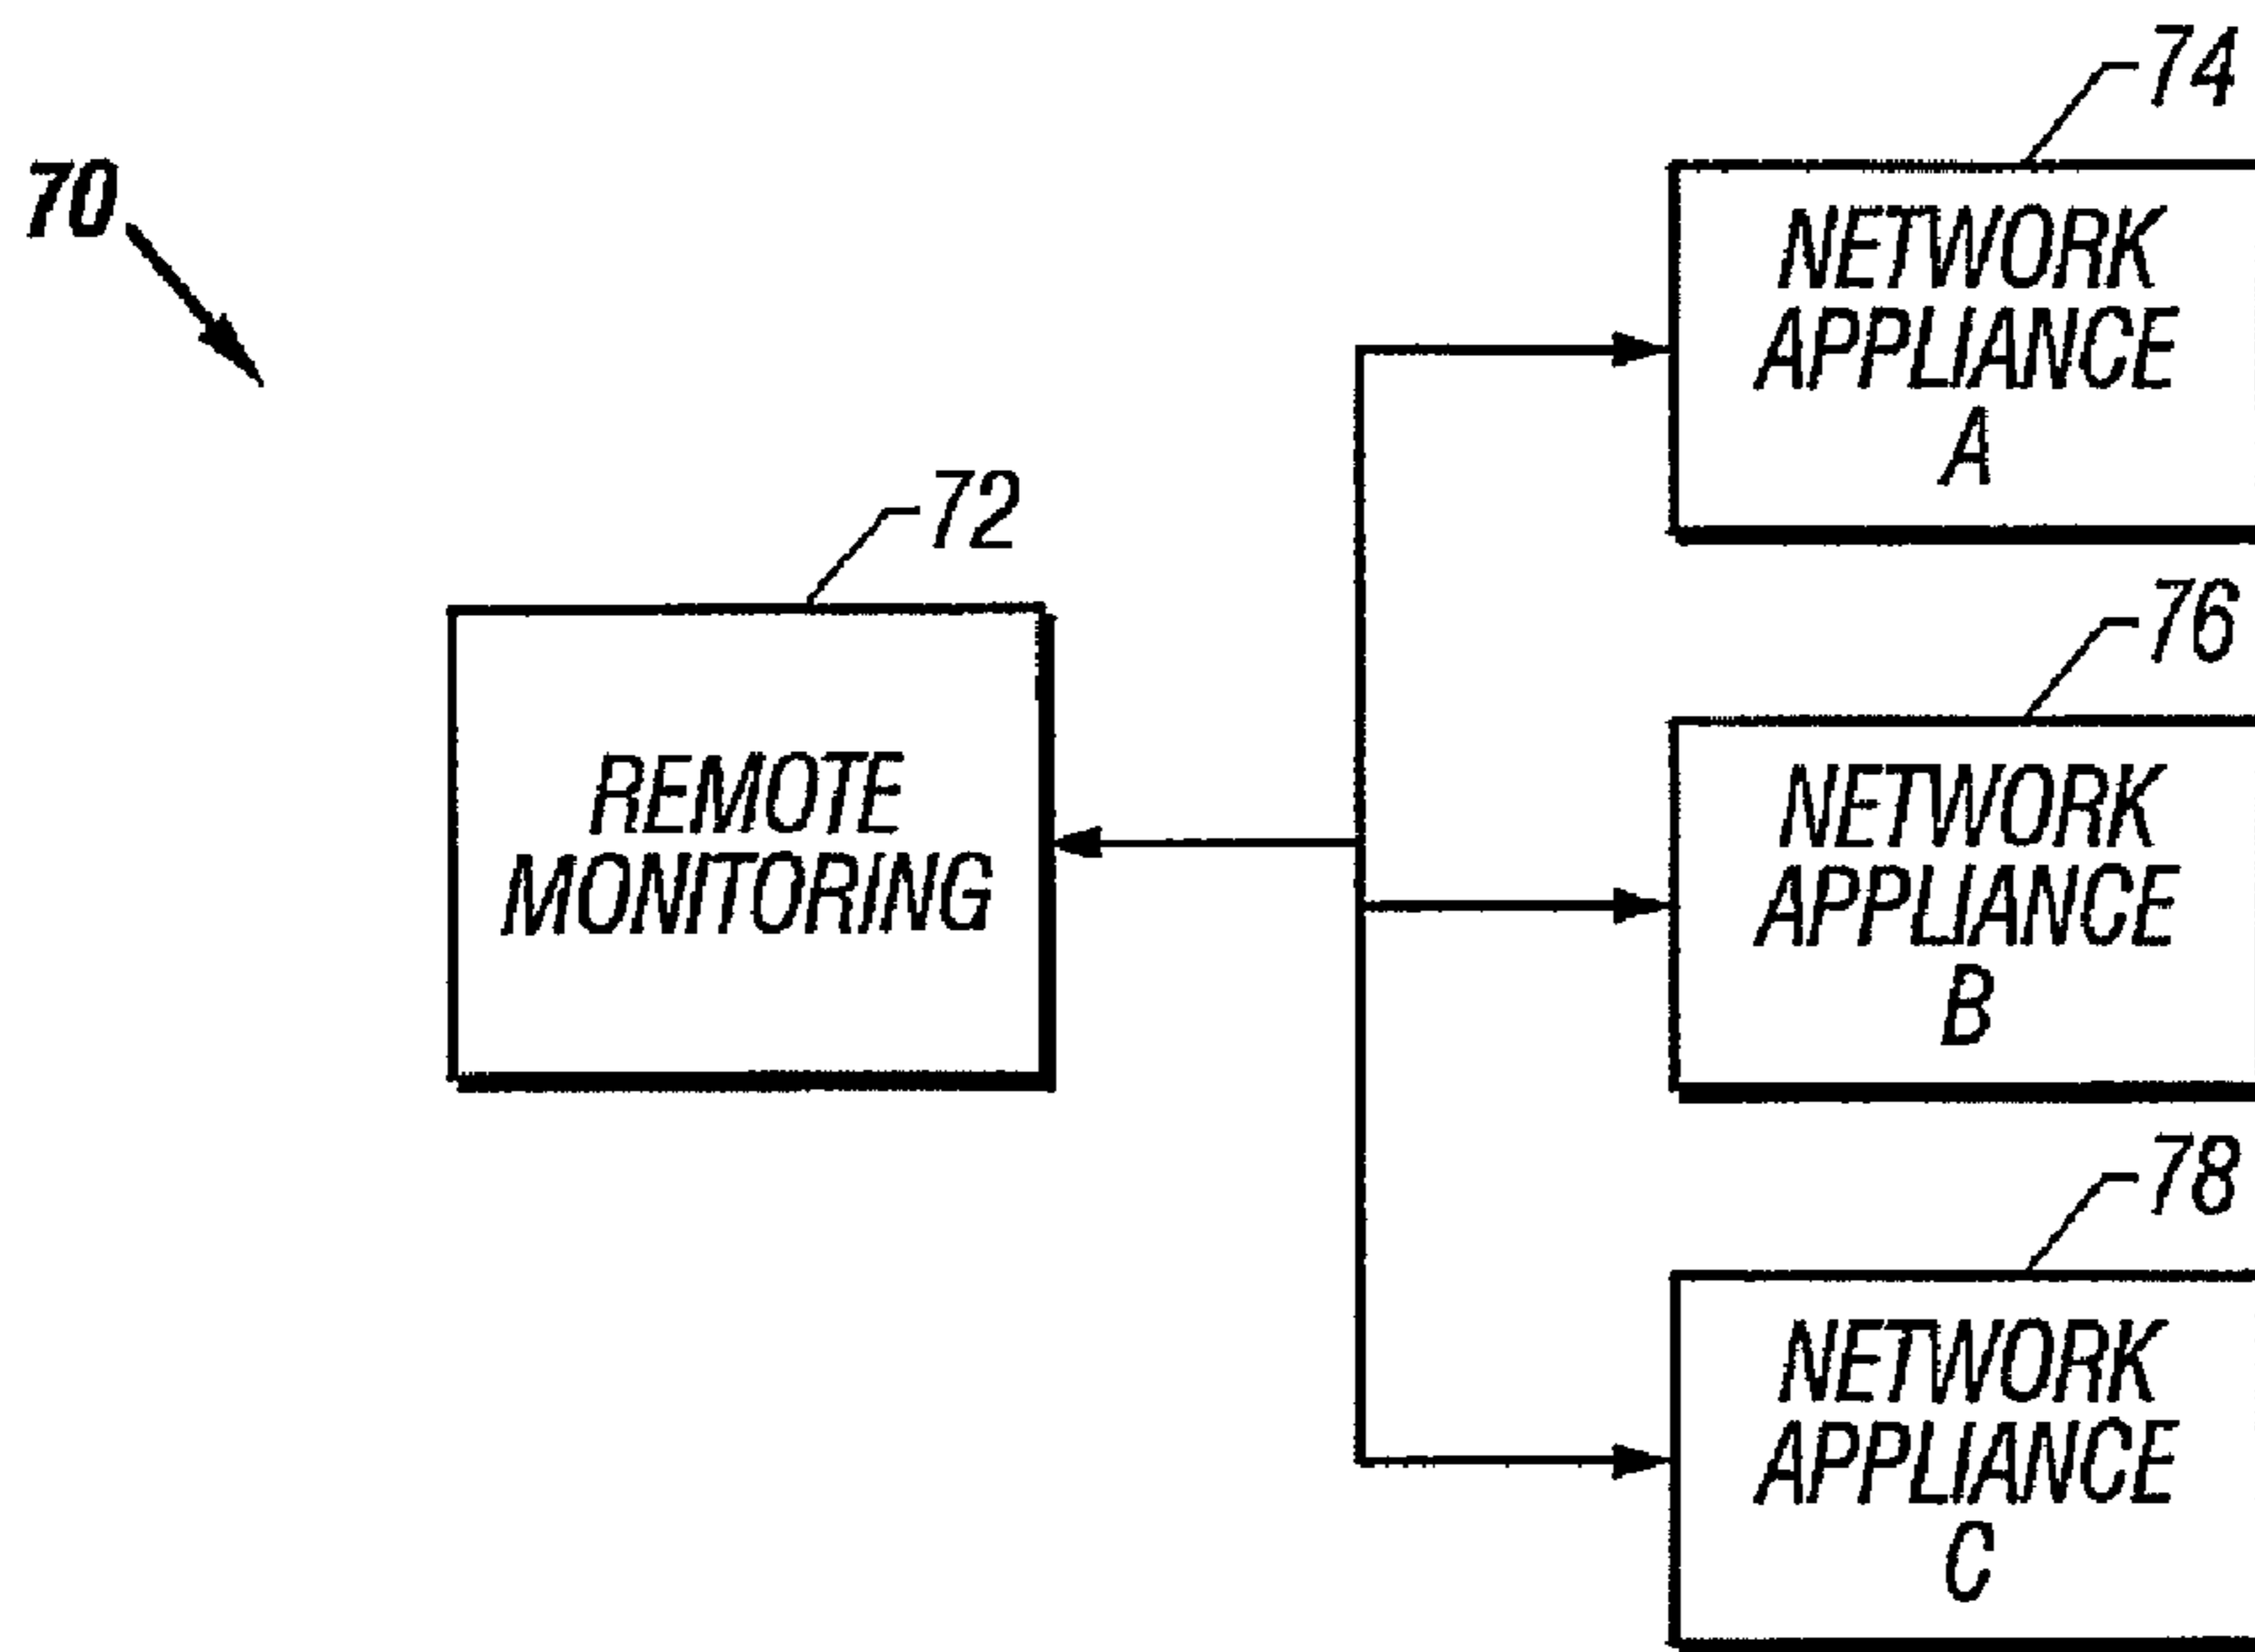 70
74
NETWORK
APPLIANCE
A
72
REMOTE
MONITORING
76
NETWORK
APPLIANCE
B
78
NETWORK
APPLIANCE
C